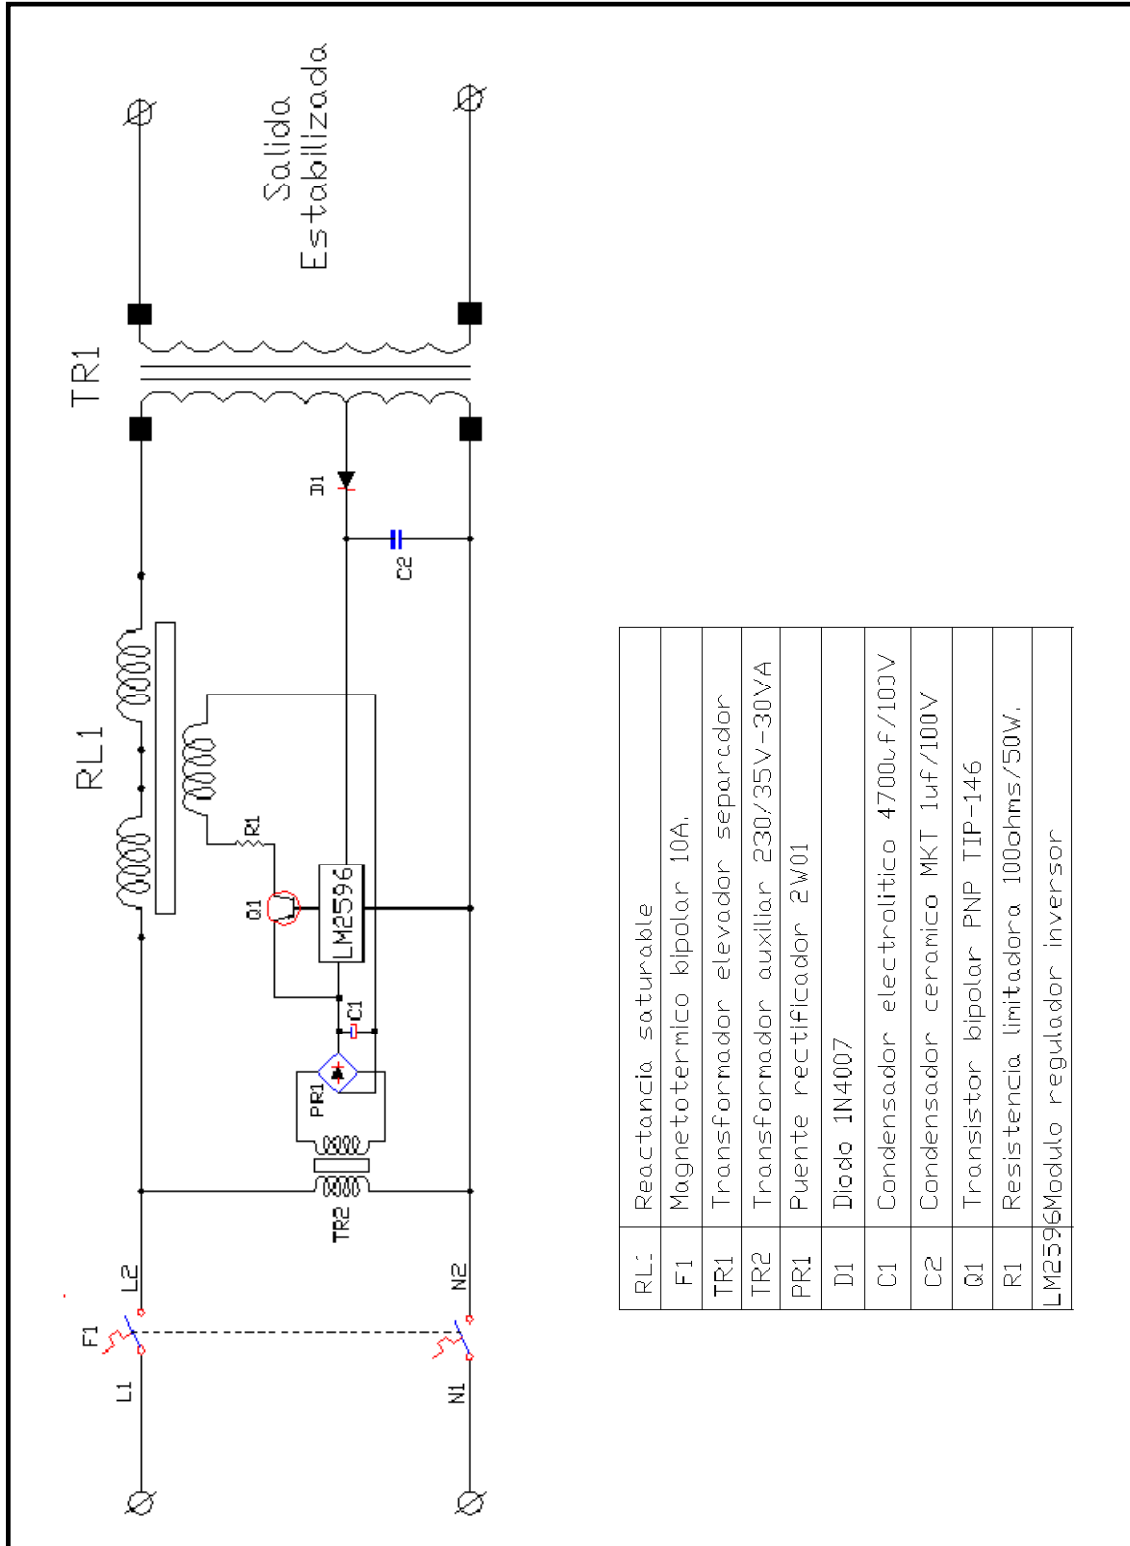 Salida
Estabilizada
TR1
D1
C2
RL1
R1
Q1
LM2596
C1
PR1
TR2
F1
L1
L2
N1
N2
RL1 Reactancia saturable
F1 Magnetotermico bipolar 10A.
TR1 Transformador elevador separador
TR2 Transformador auxiliar 230/35V-30VA
PR1 Puente rectificador 2W01
D1 Diodo 1N4007
C1 Condensador electrolitico 4700uf/100V
C2 Condensador ceramico MKT 1uf/100V
Q1 Transistor bipolar PNP TIP-146
R1 Resistencia limitadora 100ohms/50W.
LM2596 Modulo regulador inversor